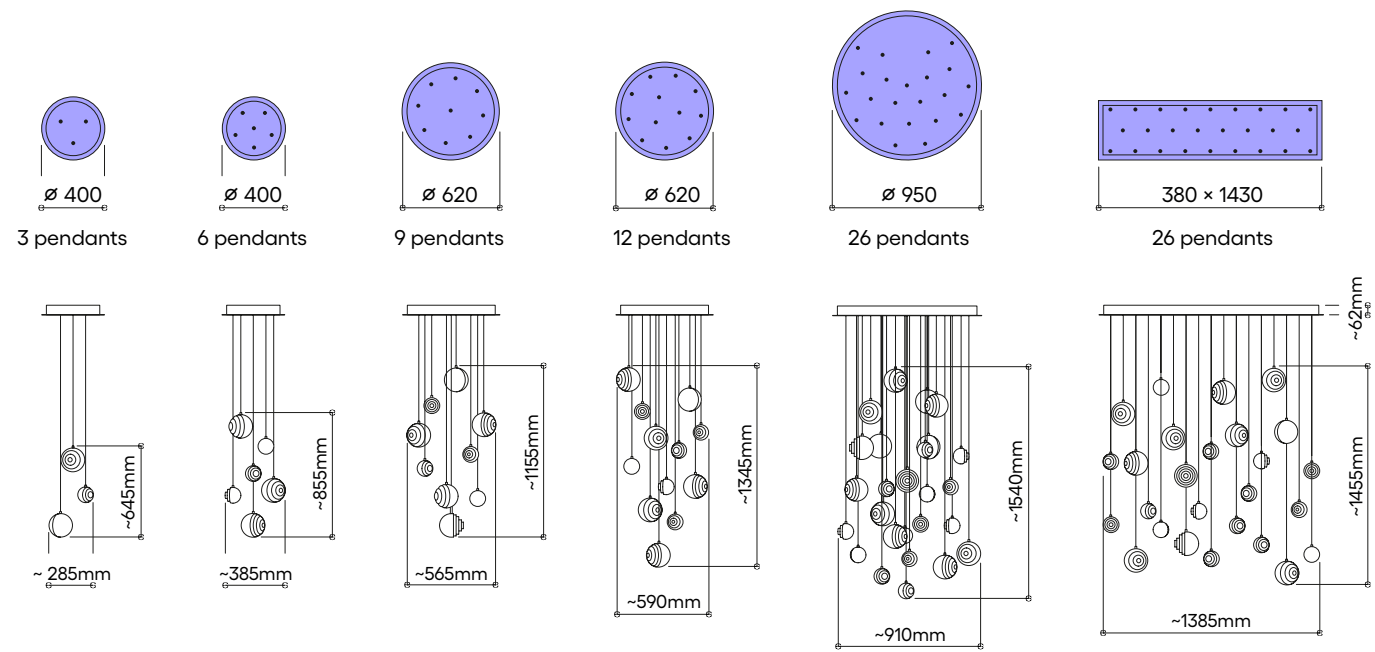 ⌀ 400
⌀ 400
⌀ 620
⌀ 620
⌀ 950
380 × 1430
3 pendants
6 pendants
9 pendants
12 pendants
26 pendants
26 pendants
~62mm
~645mm
~855mm
~1155mm
~1345mm
~1540mm
~1455mm
~ 285mm
~385mm
~565mm
~590mm
~910mm
~1385mm